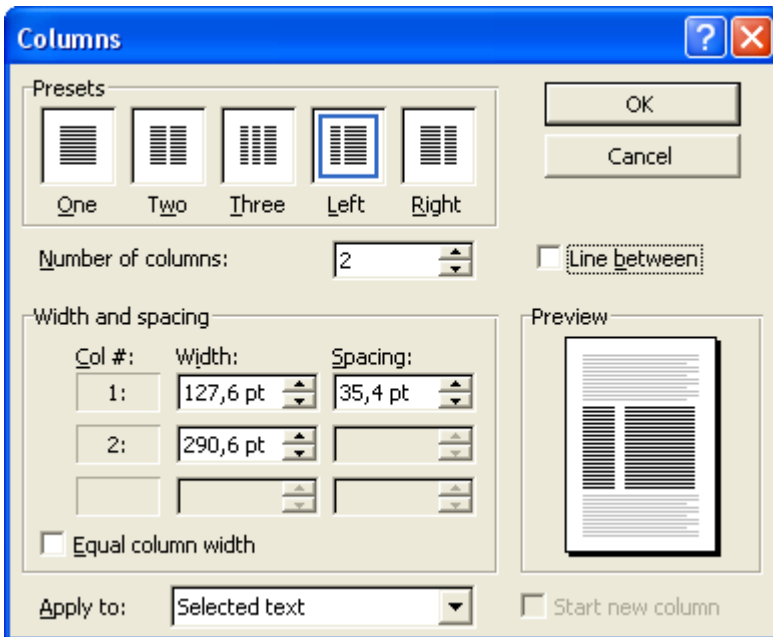 Columns
Presets
One Two Three Left Right
OK
Cancel
Number of columns: 2
Line between
Width and spacing
Col #: Width: Spacing:
1: 127,6 pt 35,4 pt
2: 290,6 pt
Equal column width
Preview
Apply to: Selected text
Start new column